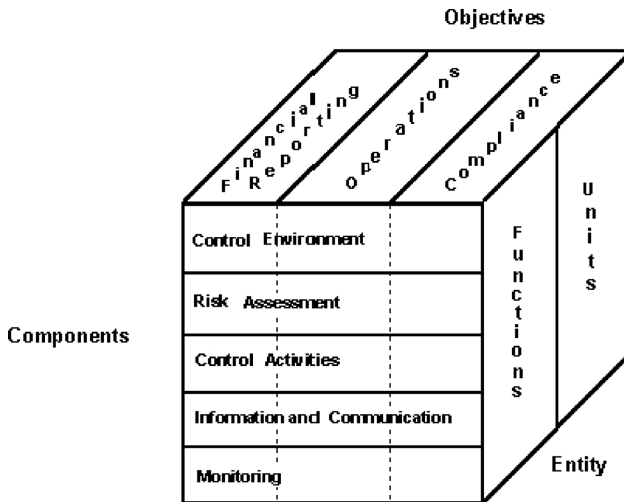 Objectives
Financial
Reporting
Operations
Compliance
Control Environment
Risk Assessment
Control Activities
Information and Communication
Monitoring
Components
Functions
Units
Entity